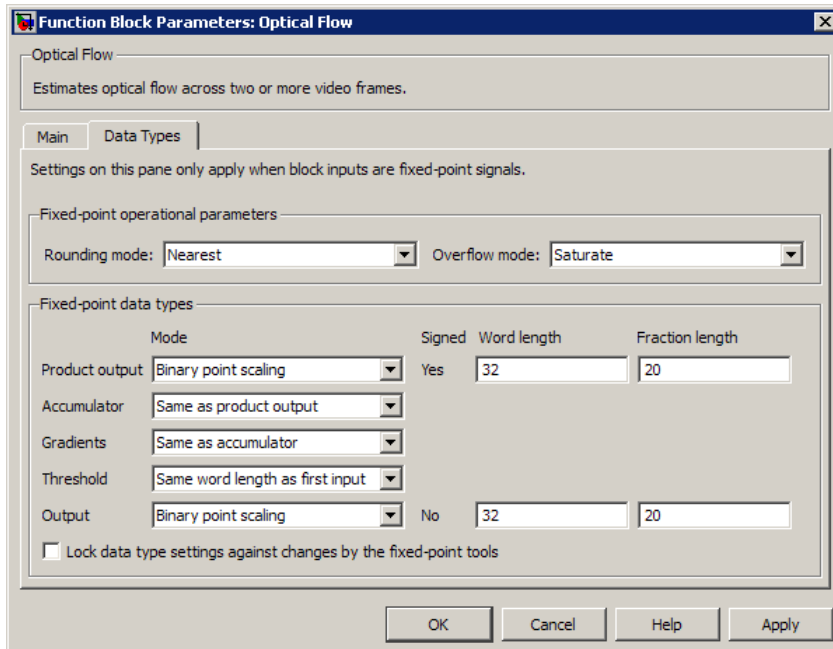 Function Block Parameters: Optical Flow
Optical Flow
Estimates optical flow across two or more video frames.
Main Data Types
Settings on this pane only apply when block inputs are fixed-point signals.
Fixed-point operational parameters
Rounding mode: Nearest Overflow mode: Saturate
Fixed-point data types
Mode Signed Word length Fraction length
Product output Binary point scaling Yes 32 20
Accumulator Same as product output
Gradients Same as accumulator
Threshold Same word length as first input
Output Binary point scaling No 32 20
Lock data type settings against changes by the fixed-point tools
OK Cancel Help Apply